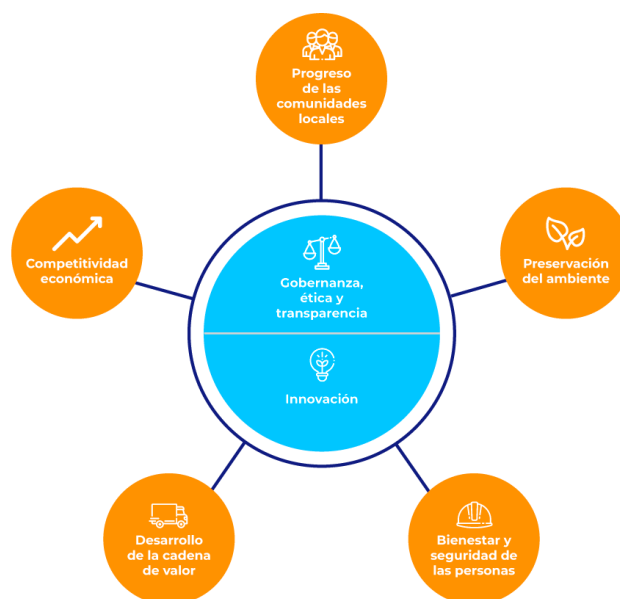 Progreso
de las
comunidades
locales
Competitividad
económica
Gobernanza,
ética y
transparencia
Preservación
del ambiente
Innovación
Desarrollo
de la cadena
de valor
Bienestar y
seguridad de
las personas